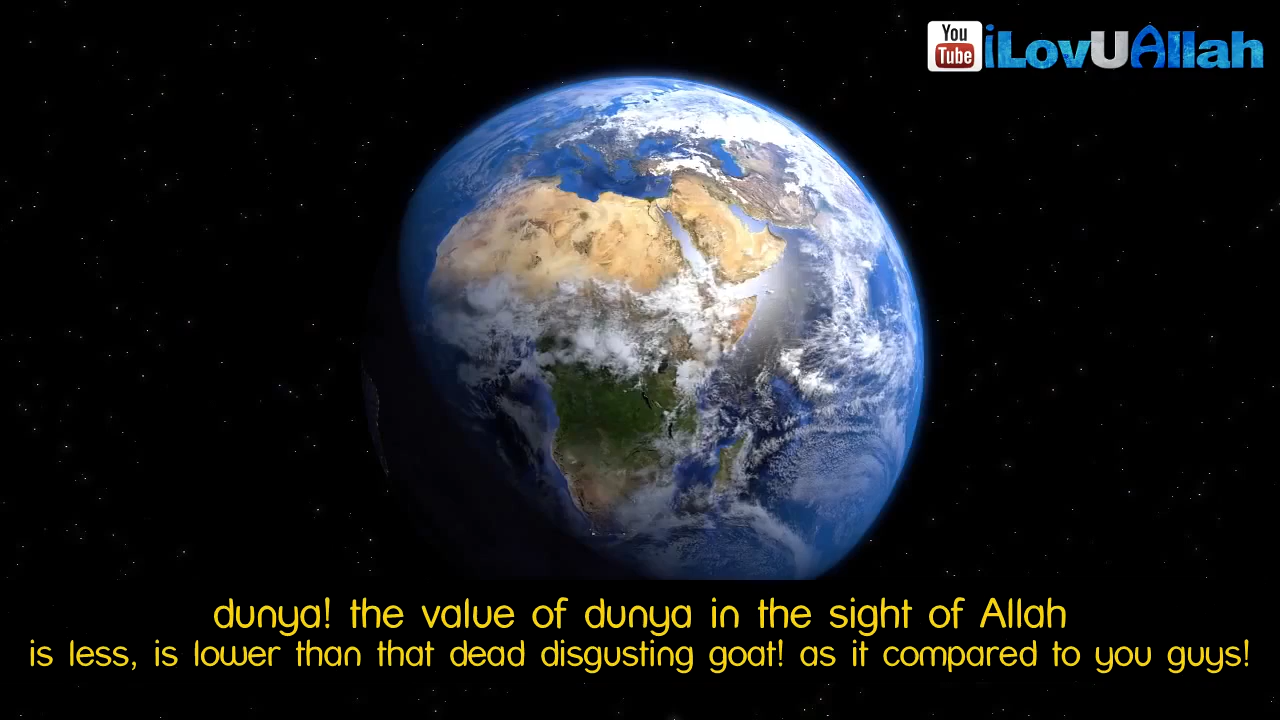 You
Tube
iLovUAllah
dunya! the value of dunya in the sight of Allah
is less, is lower than that dead disgusting goat! as it compared to you guys!